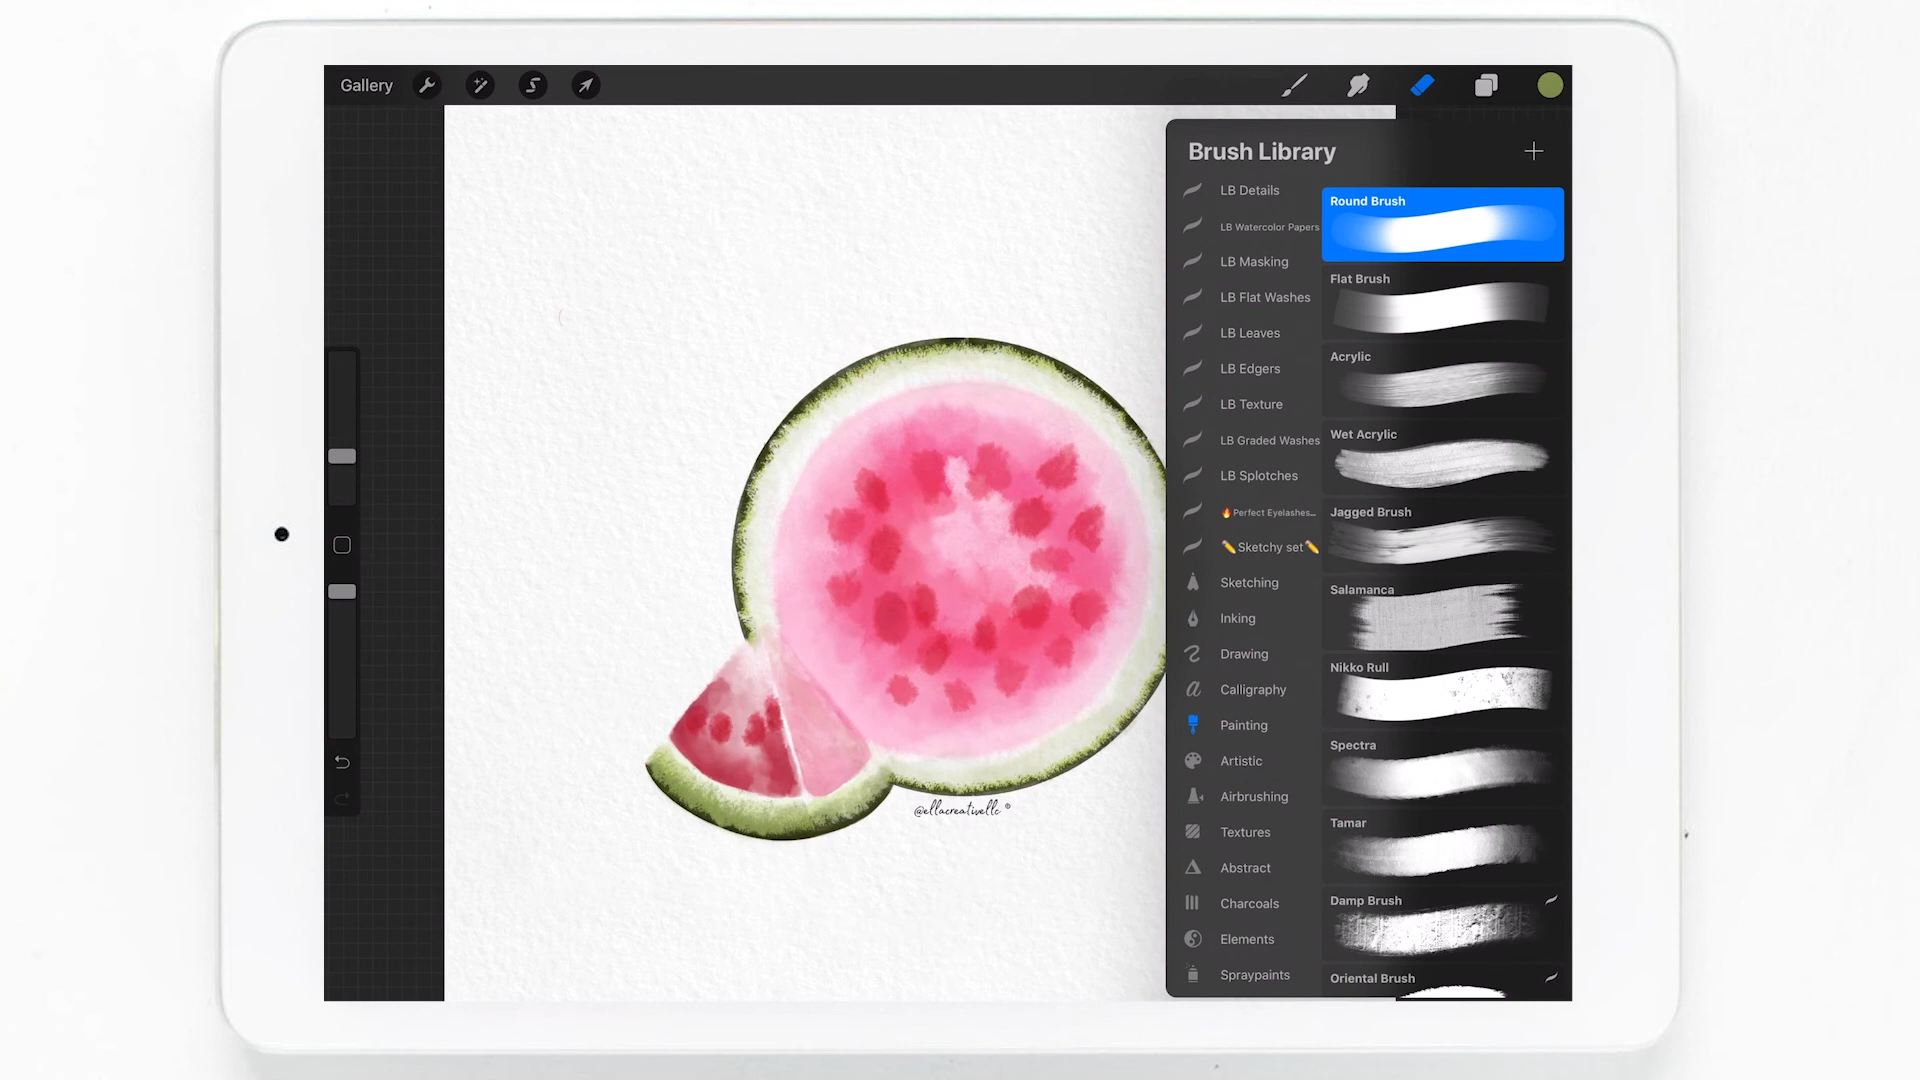 Gallery
Brush Library
LB Details
LB Watercolor Papers
LB Masking
LB Flat Washes
LB Leaves
LB Edgers
LB Texture
LB Graded Washes
LB Splotches
🔥Perfect Eyelashes...
✏️Sketchy set✏️
Sketching
Inking
Drawing
Calligraphy
Painting
Artistic
Airbrushing
Textures
Abstract
Charcoals
Elements
Spraypaints
Round Brush
Flat Brush
Acrylic
Wet Acrylic
Jagged Brush
Salamanca
Nikko Rull
Spectra
Tamar
Damp Brush
Oriental Brush
@ellacreativellc ©